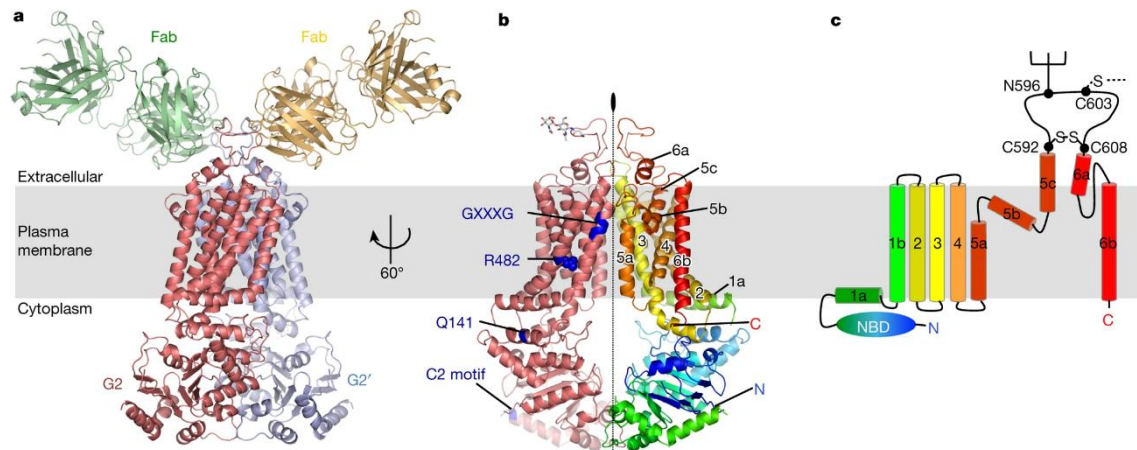 a
Fab
Fab
Extracellular
Plasma
membrane
Cytoplasm
G2
G2′
60°
b
6a
5c
GXXXG
5b
R482
3
4
5a
6b
2
1a
Q141
C
C2 motif
N
c
N596
S
C603
S-S
C592
C608
6a
5c
5b
1b
2
3
4
5a
6b
1a
NBD
N
C